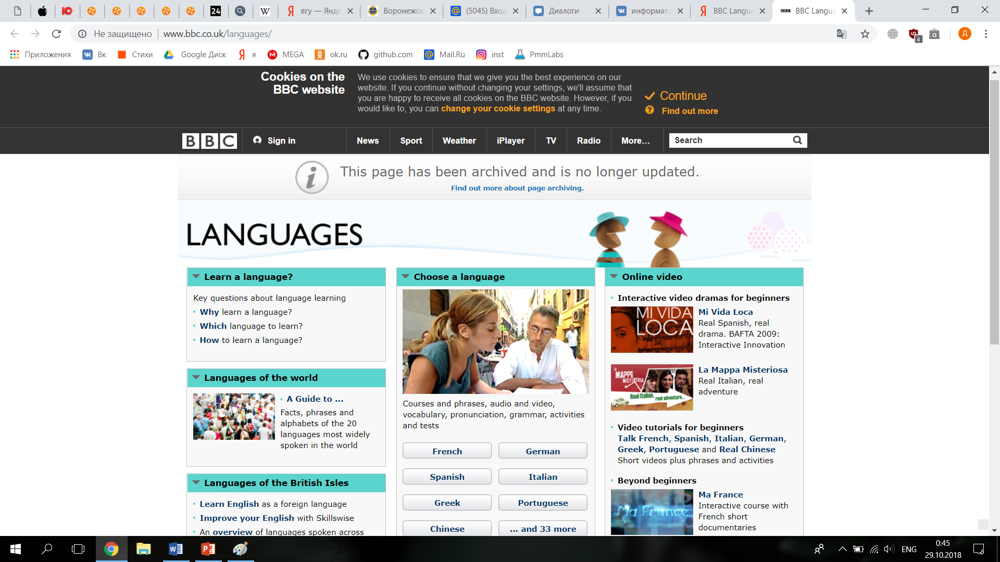 24
W
вгу — Янде
Воронежск
(5045) Вход
Диалоги
информат.
BBC Langua
BBC Langua
Не защищено
www.bbc.co.uk/languages/
4
Д
Приложения
Вк
Стихи
Google Диск
я
MEGA
ok.ru
github.com
Mail.Ru
inst
PmmLabs
Cookies on the
BBC website
We use cookies to ensure that we give you the best experience on our
website. If you continue without changing your settings, we'll assume that
you are happy to receive all cookies on the BBC website. However, if you
would like to, you can change your cookie settings at any time.
Continue
Find out more
BBC
Sign in
News
Sport
Weather
iPlayer
TV
Radio
More...
Search
This page has been archived and is no longer updated.
Find out more about page archiving.
LANGUAGES
Learn a language?
Key questions about language learning
Why learn a language?
Which language to learn?
How to learn a language?
Languages of the world
A Guide to ...
Facts, phrases and
alphabets of the 20
languages most widely
spoken in the world
Languages of the British Isles
Learn English as a foreign language
Improve your English with Skillswise
An overview of languages spoken across
Choose a language
Courses and phrases, audio and video,
vocabulary, pronunciation, grammar, activities
and tests
French
German
Spanish
Italian
Greek
Portuguese
Chinese
... and 33 more
Online video
Interactive video dramas for beginners
MI VIDA
LOCA
Mi Vida Loca
Real Spanish, real
drama. BAFTA 2009:
Interactive Innovation
LA
MAPPA
MISTERIOSA
Real Italian, real adventure...
La Mappa Misteriosa
Real Italian, real
adventure
Video tutorials for beginners
Talk French, Spanish, Italian, German,
Greek, Portuguese and Real Chinese
Short videos plus phrases and activities
Beyond beginners
Ma France
Ma France
Interactive course with
French short
documentaries
ENG
0:45
29.10.2018